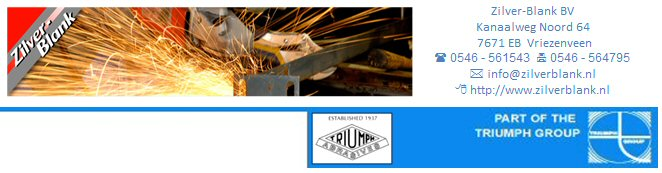 Zilver-
Blank
Zilver-Blank BV
Kanaalweg Noord 64
7671 EB Vriezenveen
☎ 0546 - 561543 🖷 0546 - 564795
✉ info@zilverblank.nl
🖰 http://www.zilverblank.nl
ESTABLISHED 1937
TRIUMPH
ABRASIVES
PART OF THE
TRIUMPH GROUP
TRIUMPH
GROUP